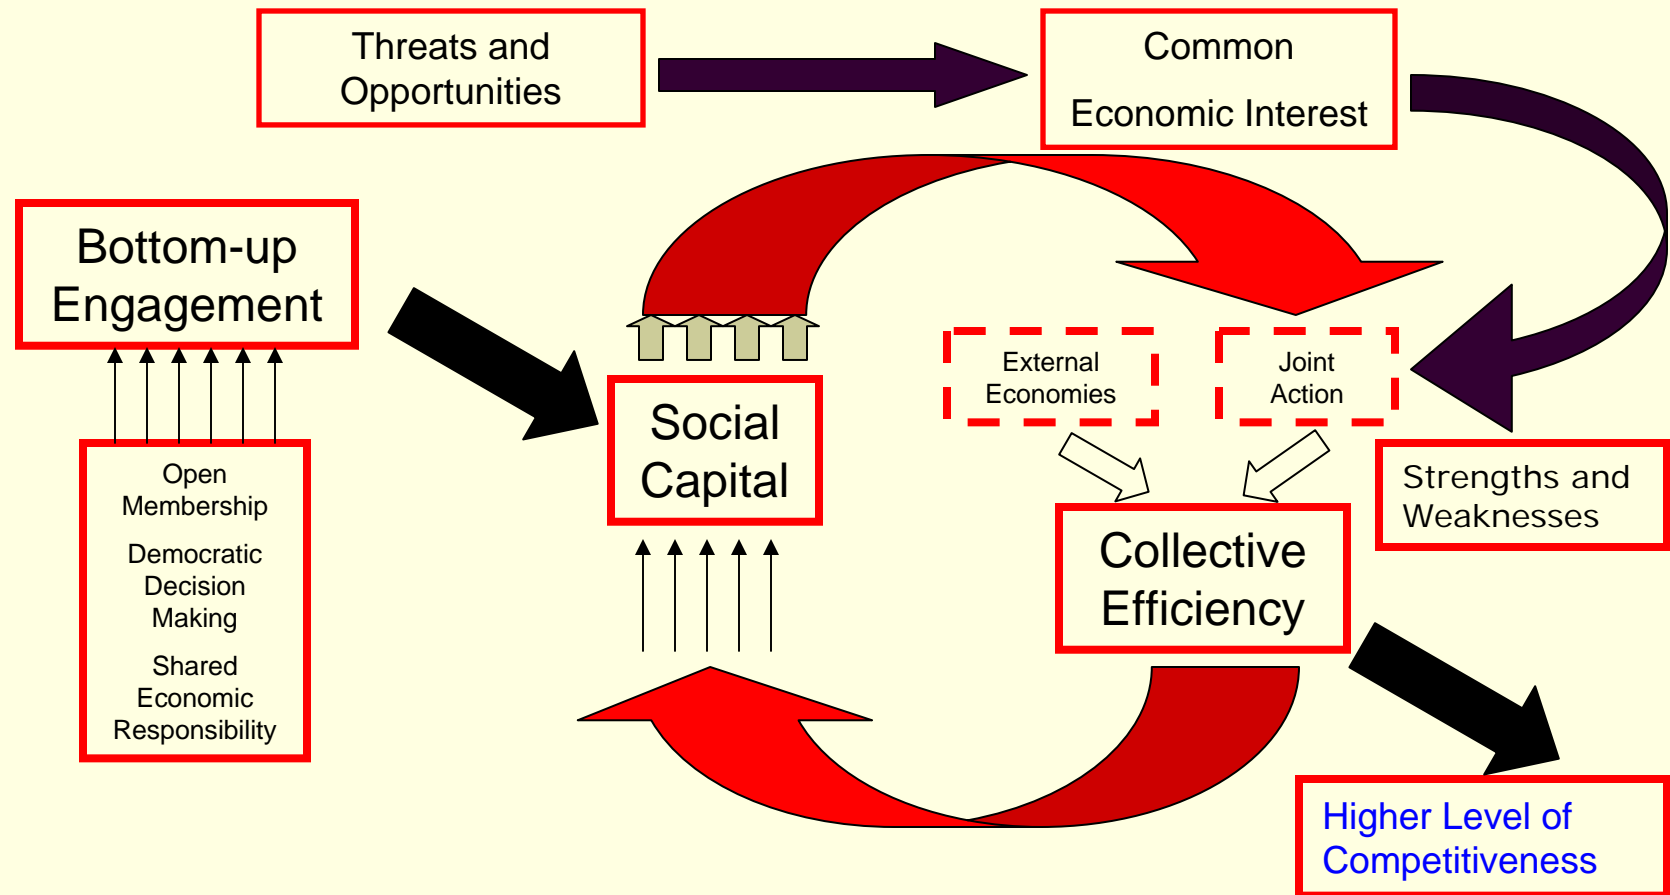 Threats and
Opportunities
Common
Economic Interest
Bottom-up
Engagement
Open
Membership
Democratic
Decision
Making
Shared
Economic
Responsibility
Social
Capital
External
Economies
Joint
Action
Strengths and
Weaknesses
Collective
Efficiency
Higher Level of
Competitiveness